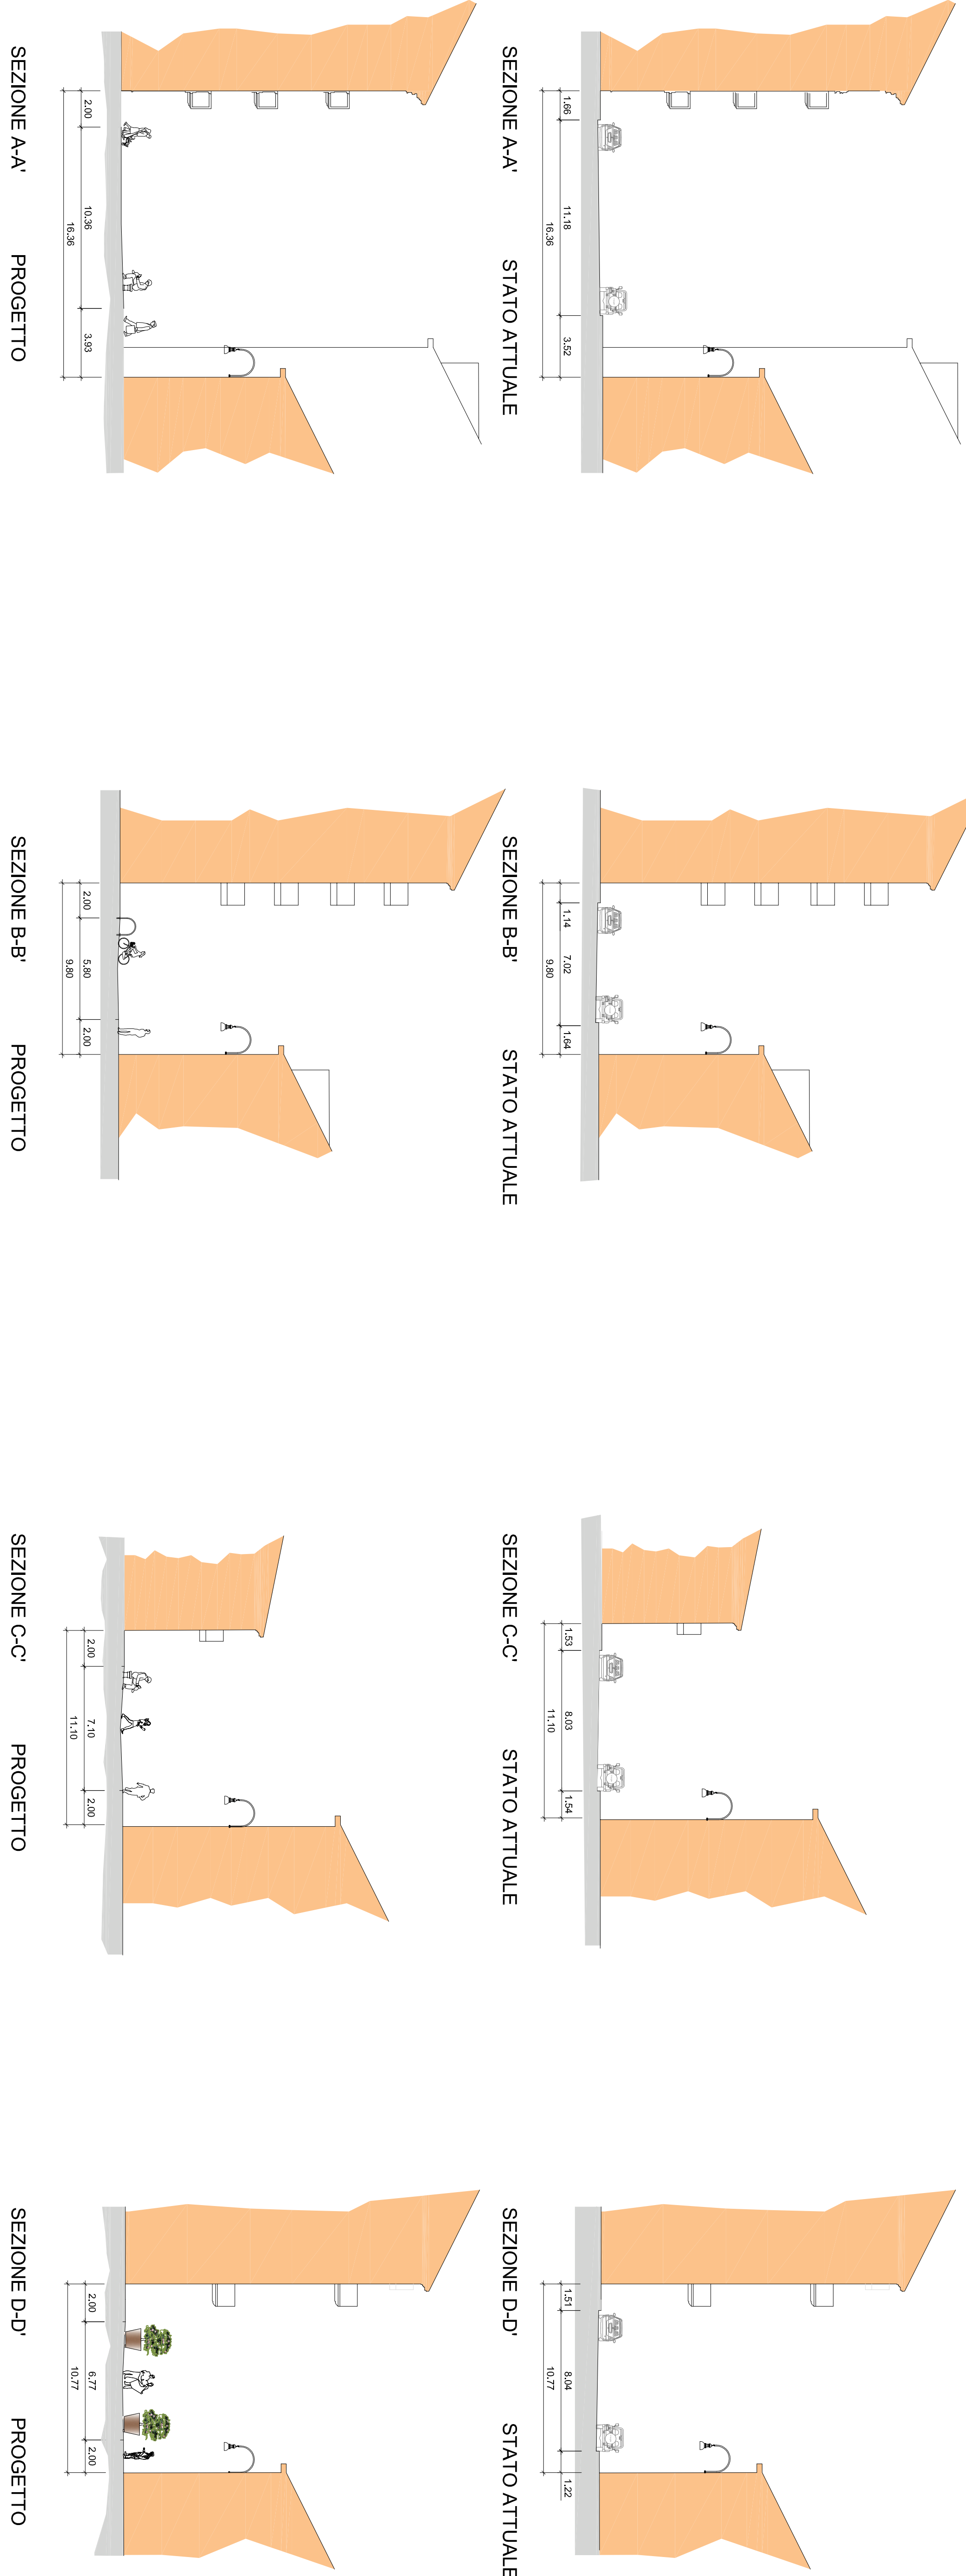 SEZIONE A-A' STATO ATTUALE
1.66 11.18 3.52
16.36
SEZIONE B-B' STATO ATTUALE
1.14 7.02 1.64
9.80
SEZIONE C-C' STATO ATTUALE
1.53 8.03 1.54
11.10
SEZIONE D-D' STATO ATTUALE
1.51 8.04 1.22
10.77
SEZIONE A-A' PROGETTO
2.00 10.36 3.93
16.36
SEZIONE B-B' PROGETTO
2.00 5.80 2.00
9.80
SEZIONE C-C' PROGETTO
2.00 7.10 2.00
11.10
SEZIONE D-D' PROGETTO
2.00 6.77 2.00
10.77